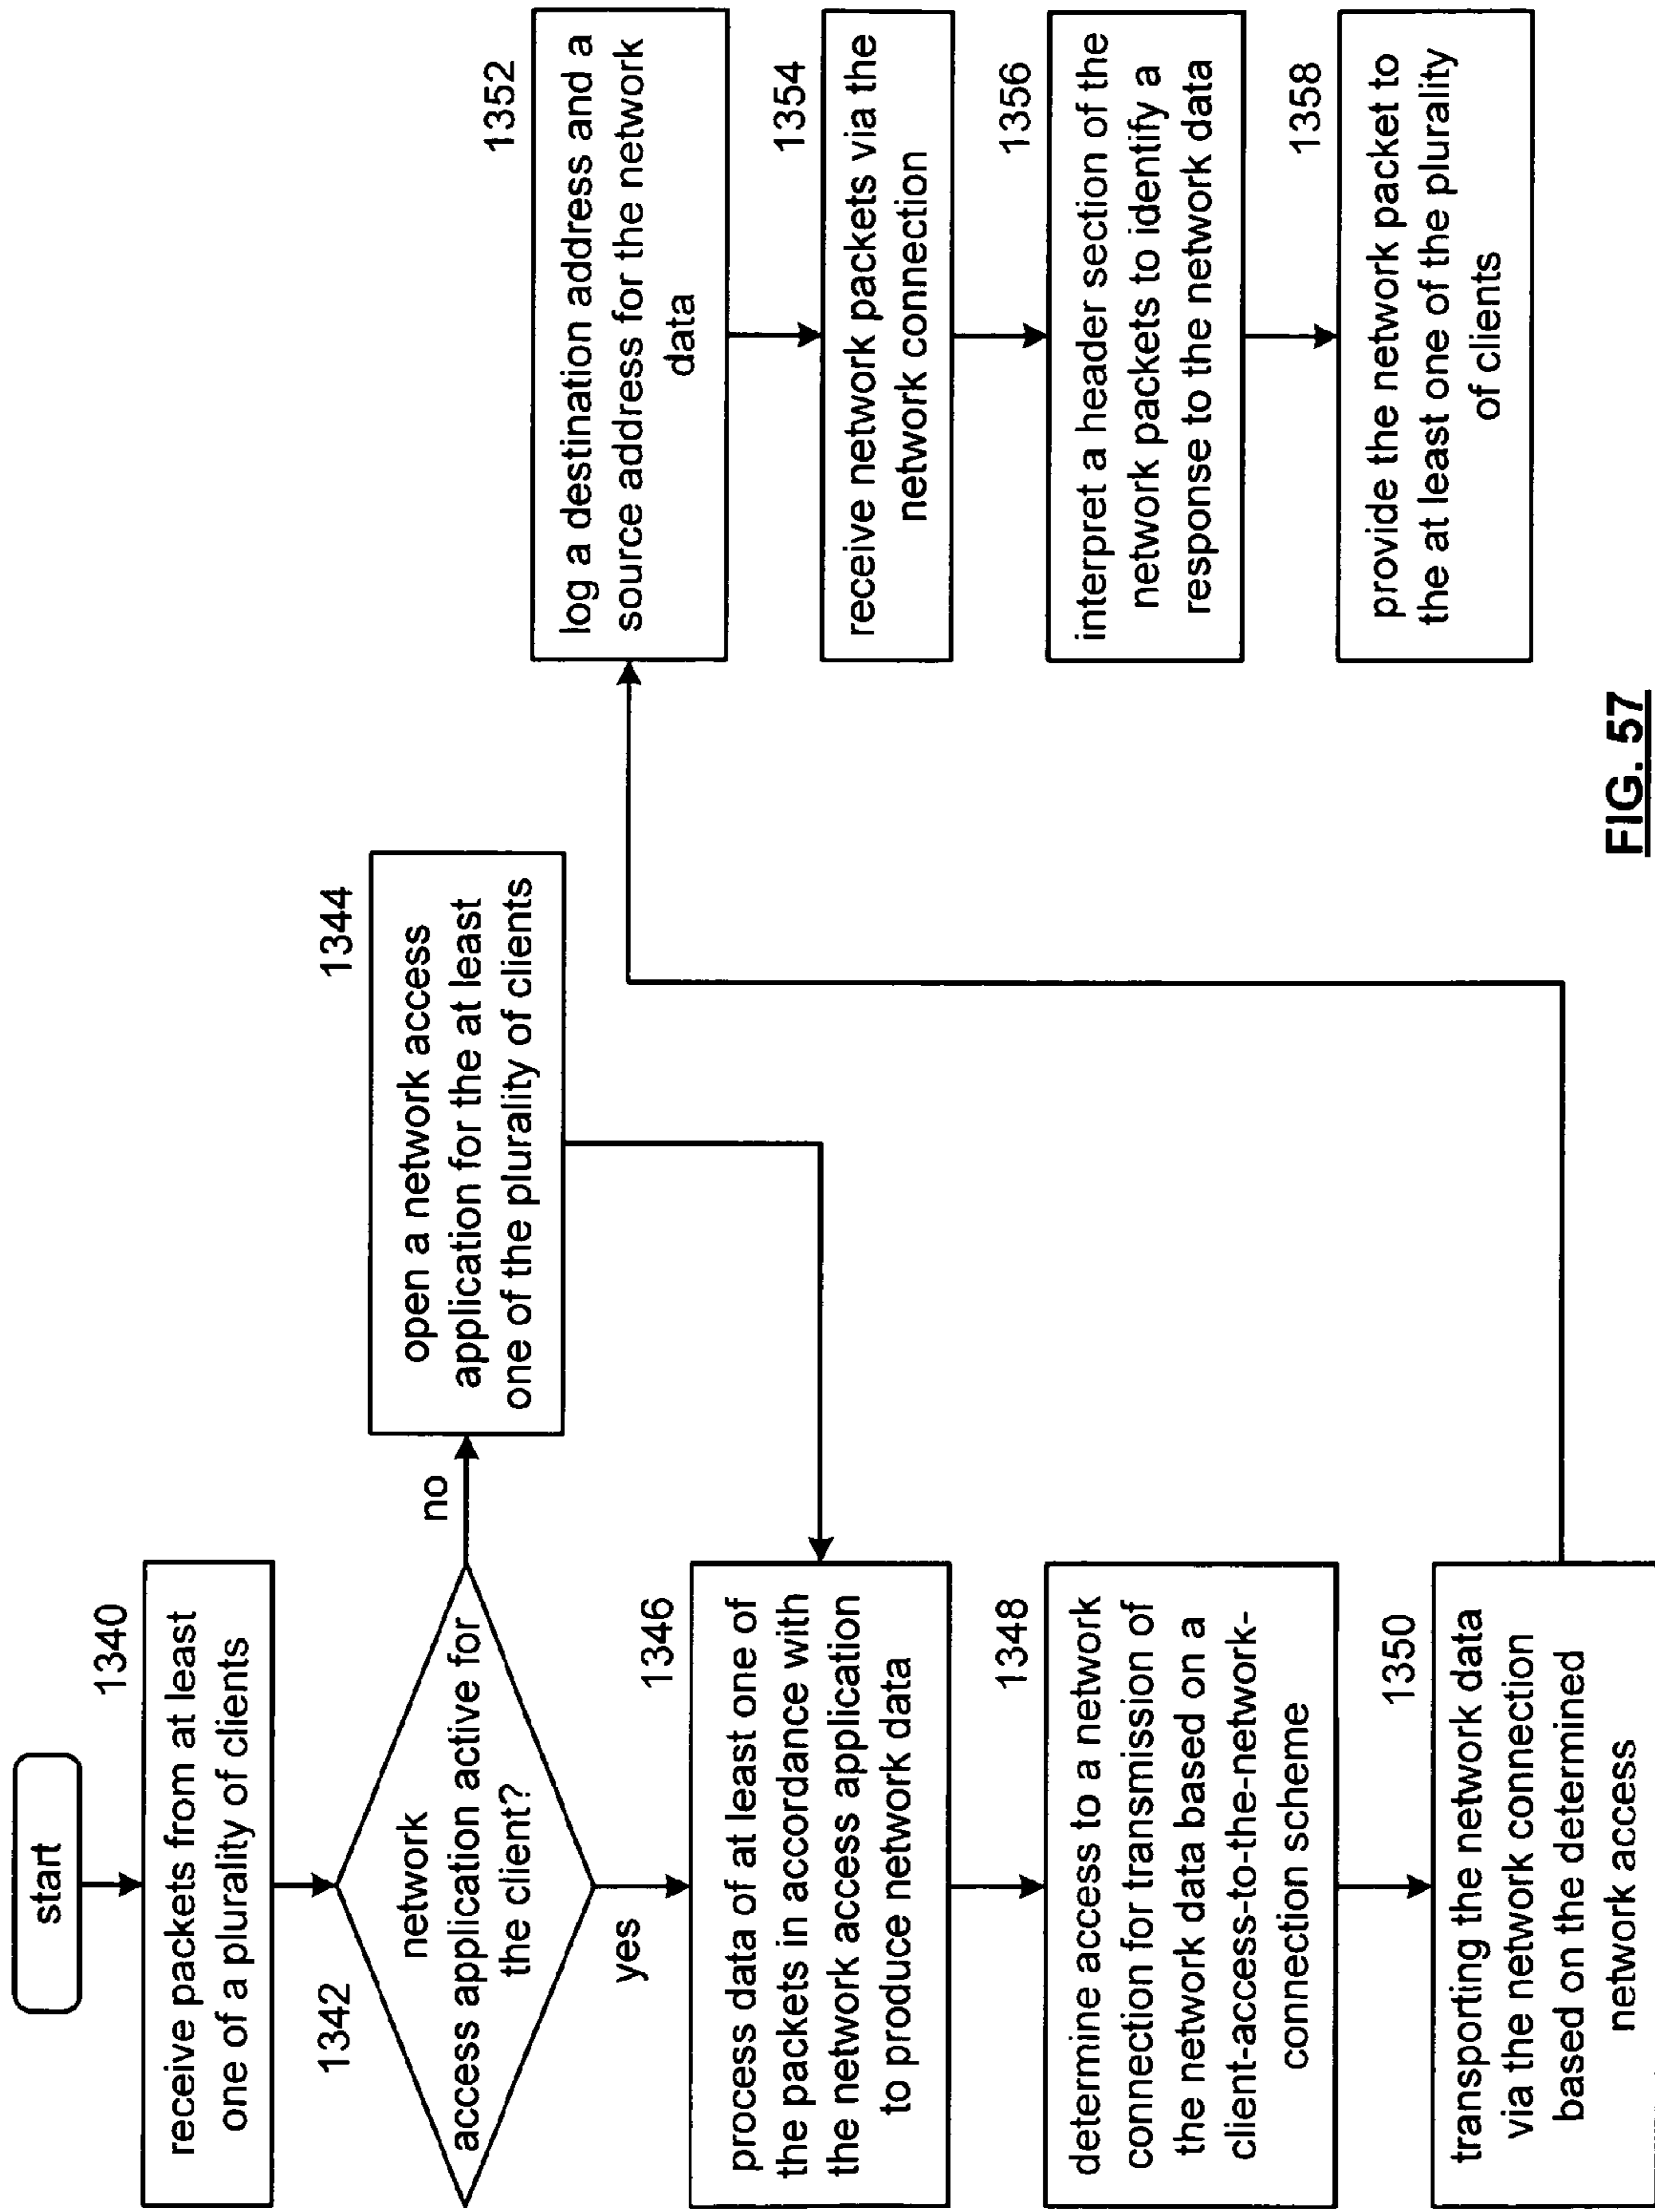 start
1340
receive packets from at least
one of a plurality of clients
1342
network
access application active for
the client?
no
yes
1344
open a network access
application for the at least
one of the plurality of clients
1346
process data of at least one of
the packets in accordance with
the network access application
to produce network data
1348
determine access to a network
connection for transmission of
the network data based on a
client-access-to-the-network-
connection scheme
1350
transporting the network data
via the network connection
based on the determined
network access
1352
log a destination address and a
source address for the network
data
1354
receive network packets via the
network connection
1356
interpret a header section of the
network packets to identify a
response to the network data
1358
provide the network packet to
the at least one of the plurality
of clients
FIG. 57